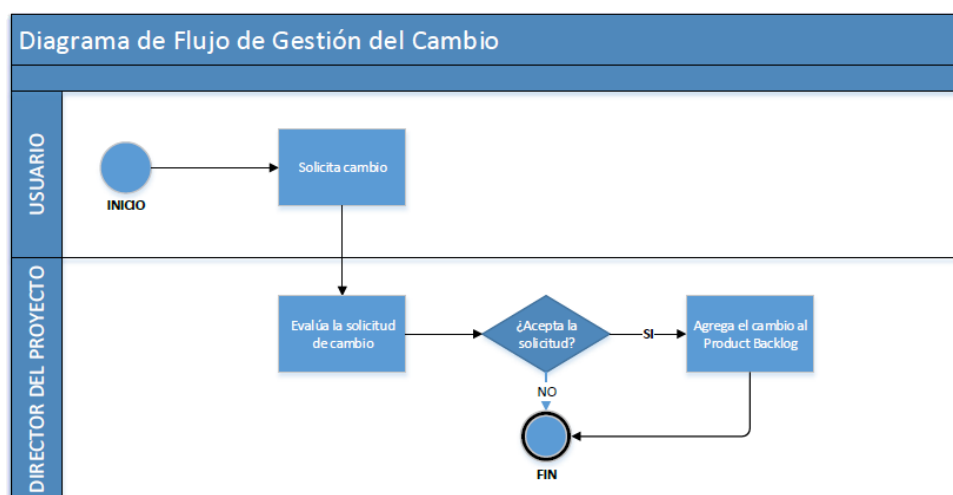 Diagrama de Flujo de Gestión del Cambio
USUARIO
INICIO
Solicita cambio
DIRECTOR DEL PROYECTO
Evalúa la solicitud
de cambio
¿Acepta la
solicitud?
SI
Agrega el cambio al
Product Backlog
NO
FIN